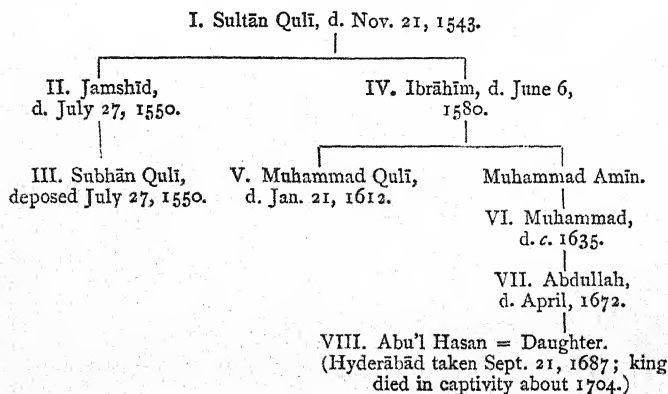 I. Sultān Qulī, d. Nov. 21, 1543.
II. Jamshīd,
d. July 27, 1550.
IV. Ibrāhīm, d. June 6,
1580.
III. Subhān Qulī,
deposed July 27, 1550.
V. Muhammad Qulī,
d. Jan. 21, 1612.
Muhammad Amīn.
VI. Muhammad,
d. c. 1635.
VII. Abdullah,
d. April, 1672.
VIII. Abu'l Hasan = Daughter.
(Hyderābād taken Sept. 21, 1687; king
died in captivity about 1704.)